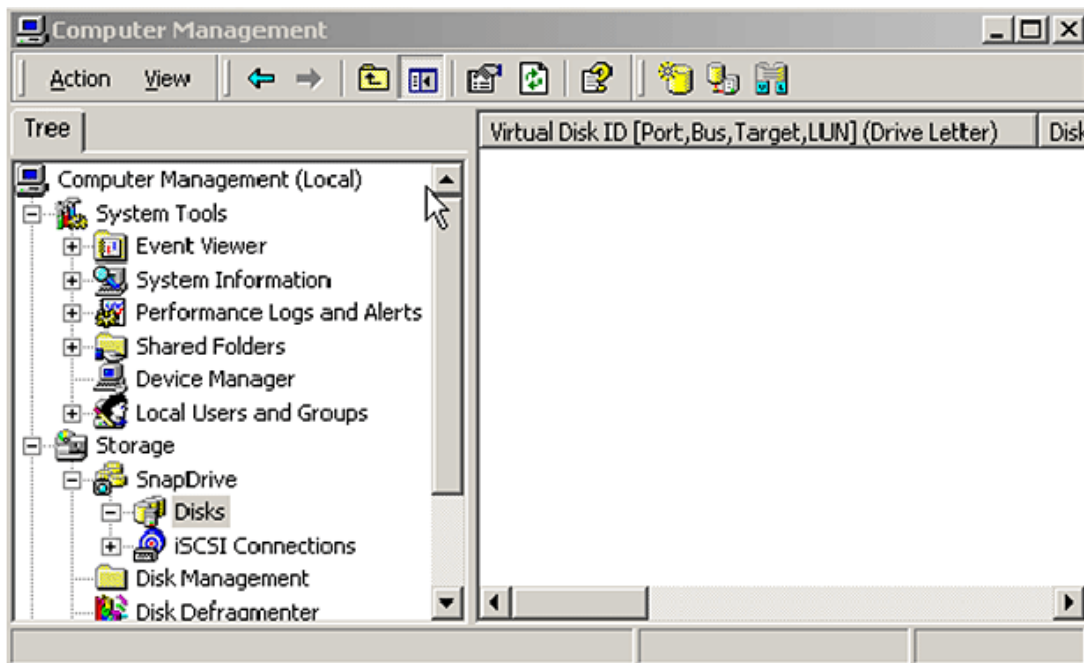 Computer Management
Action View
Tree
Virtual Disk ID [Port,Bus,Target,LUN] (Drive Letter) Disk
Computer Management (Local)
System Tools
Event Viewer
System Information
Performance Logs and Alerts
Shared Folders
Device Manager
Local Users and Groups
Storage
SnapDrive
Disks
iSCSI Connections
Disk Management
Disk Defragmenter